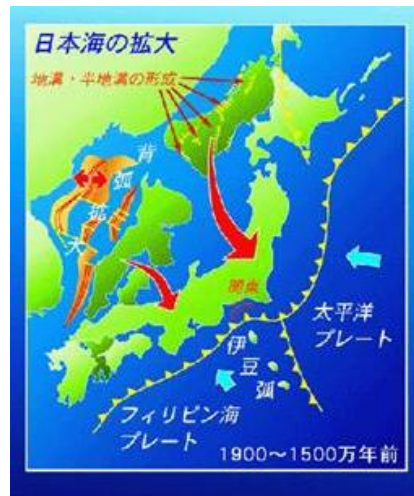 日本海の拡大
地溝・半地溝の形成
背
弧
拡
大
関東
伊
豆
弧
太平洋
プレート
フィリピン海
プレート
1900～1500万年前